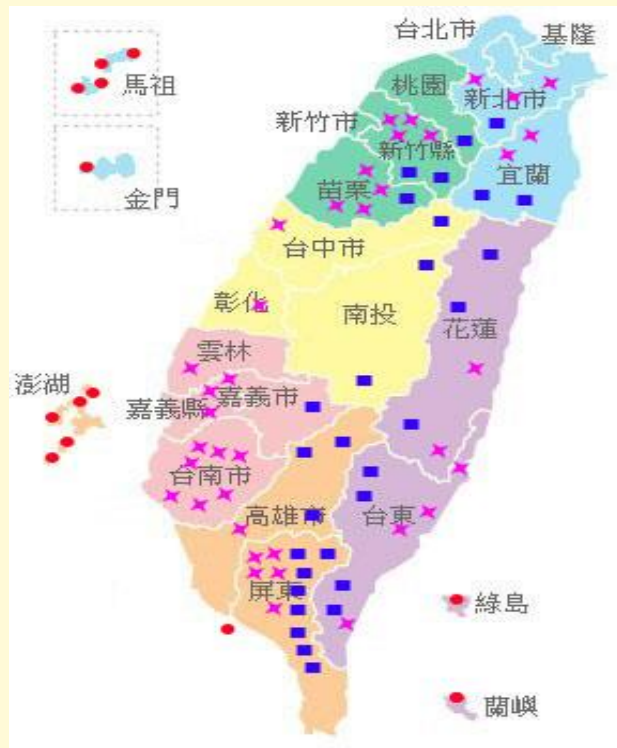 台北市
基隆
桃園
新北市
馬祖
新竹市
新竹縣
宜蘭
苗栗
金門
台中市
彰化
南投
花蓮
雲林
澎湖
嘉義市
嘉義縣
台南市
高雄市
台東
屏東
綠島
蘭嶼